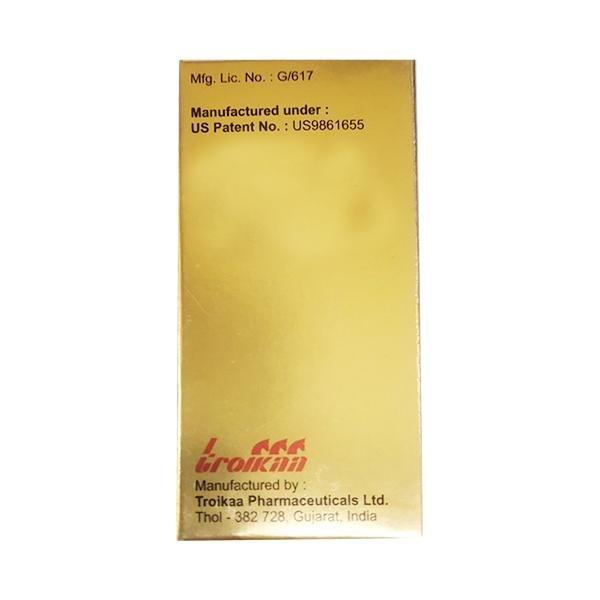 Mfg. Lic. No. : G/617
Manufactured under :
US Patent No. : US9861655
troikaa
Manufactured by :
Troikaa Pharmaceuticals Ltd.
Thol - 382 728, Gujarat, India